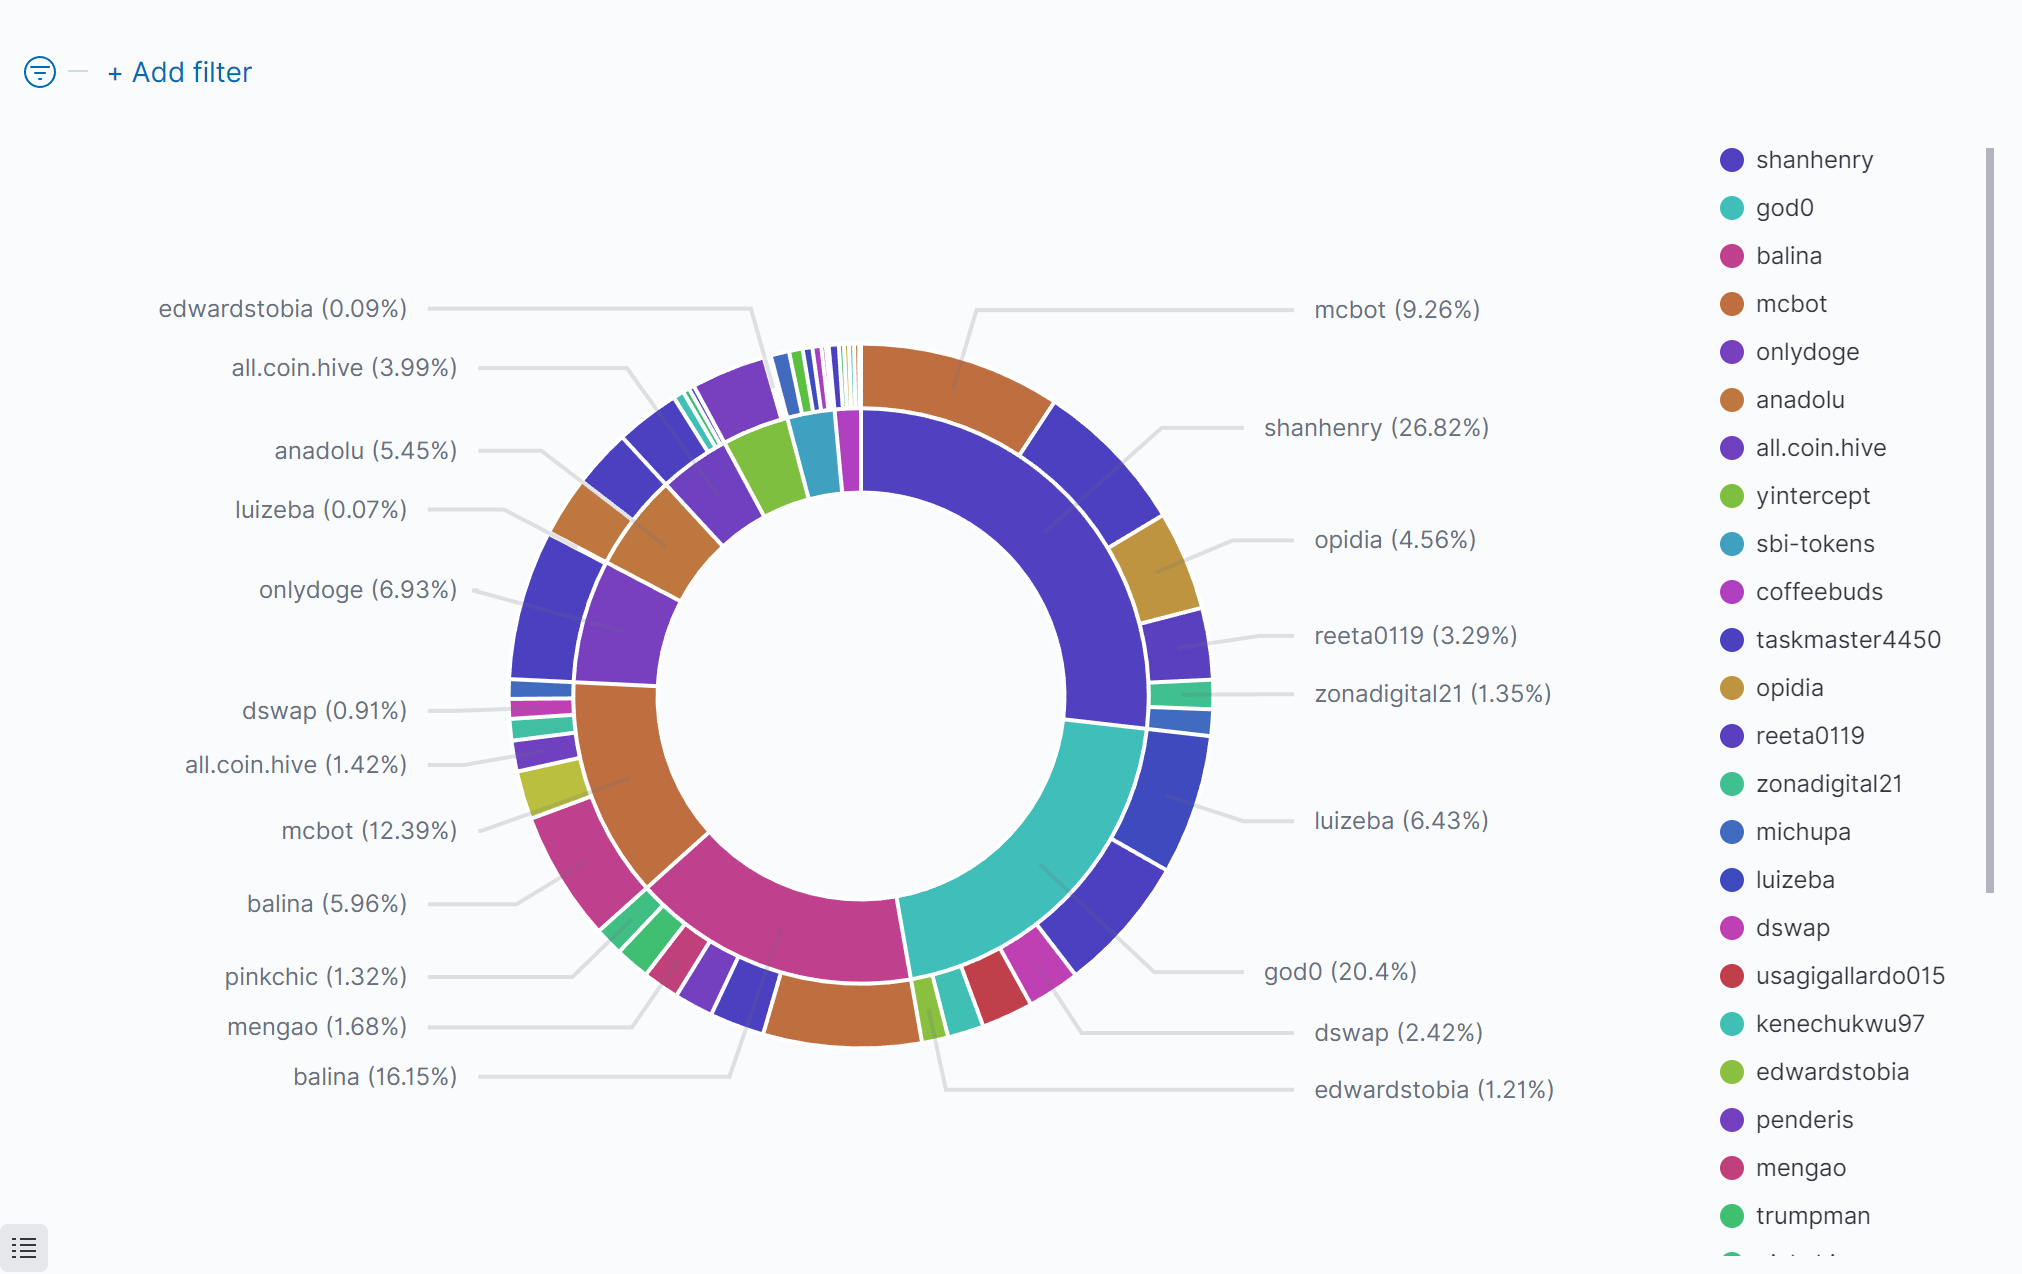 + Add filter
edwardstobia (0.09%)
all.coin.hive (3.99%)
anadolu (5.45%)
luizeba (0.07%)
onlydoge (6.93%)
dswap (0.91%)
all.coin.hive (1.42%)
mcbot (12.39%)
balina (5.96%)
pinkchic (1.32%)
mengao (1.68%)
balina (16.15%)
mcbot (9.26%)
shanhenry (26.82%)
opidia (4.56%)
reeta0119 (3.29%)
zonadigital21 (1.35%)
luizeba (6.43%)
god0 (20.4%)
dswap (2.42%)
edwardstobia (1.21%)
shanhenry
god0
balina
mcbot
onlydoge
anadolu
all.coin.hive
yintercept
sbi-tokens
coffeebuds
taskmaster4450
opidia
reeta0119
zonadigital21
michupa
luizeba
dswap
usagigallardo015
kenechukwu97
edwardstobia
penderis
mengao
trumpman